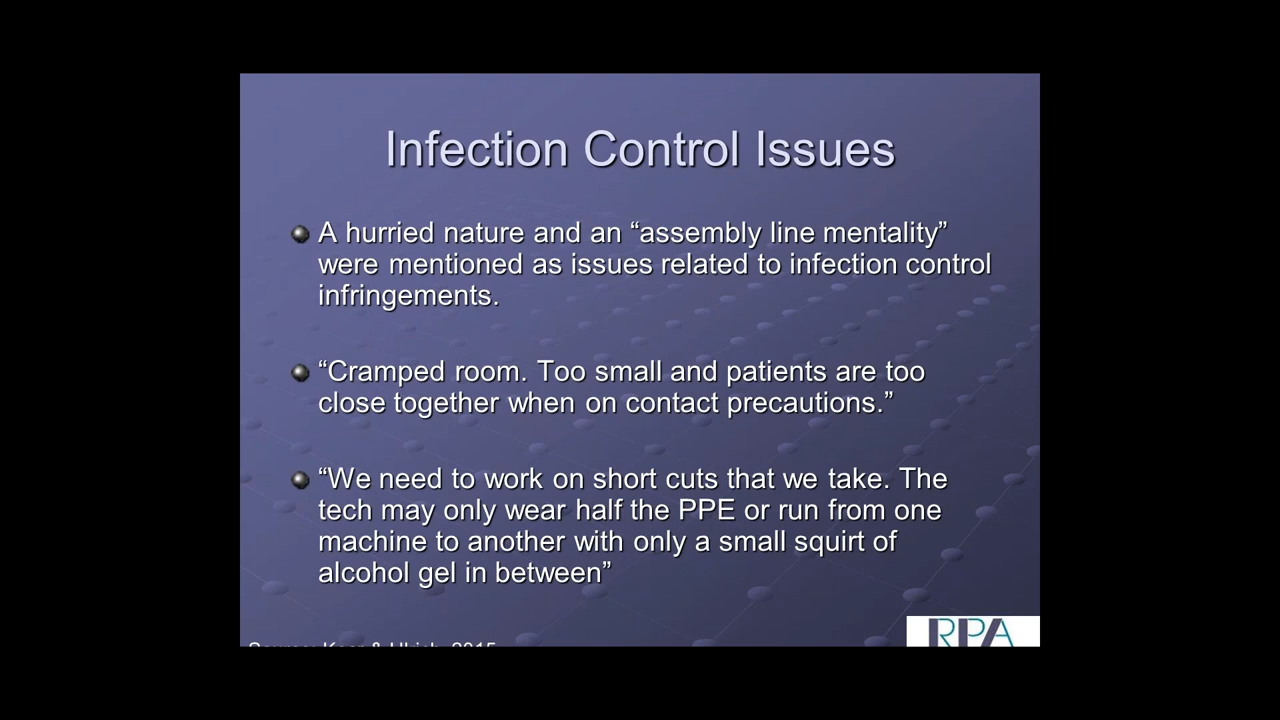 Infection Control Issues
A hurried nature and an “assembly line mentality”
were mentioned as issues related to infection control
infringements.
“Cramped room. Too small and patients are too
close together when on contact precautions.”
“We need to work on short cuts that we take. The
tech may only wear half the PPE or run from one
machine to another with only a small squirt of
alcohol gel in between”
Source: & Ulrich, 2015
RPA